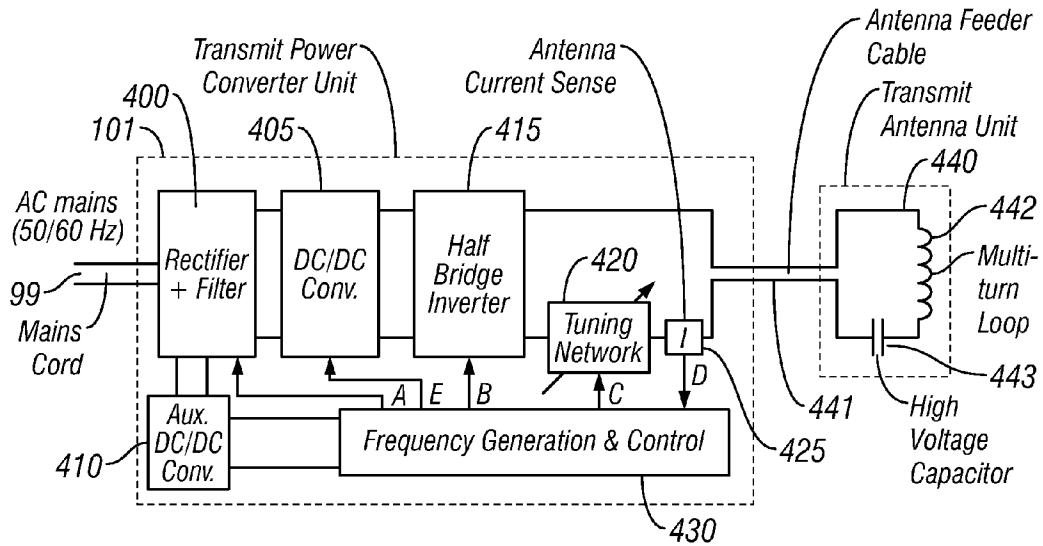 Transmit Power
Converter Unit
Antenna
Current Sense
Antenna Feeder
Cable
Transmit
Antenna Unit
400
101
405
415
440
442
AC mains
(50/60 Hz)
Rectifier
+ Filter
DC/DC
Conv.
Half
Bridge
Inverter
420
Tuning
Network
I
Multi-
turn
Loop
99
Mains
Cord
A
E
B
C
D
441
443
425
High
Voltage
Capacitor
410
Aux.
DC/DC
Conv.
Frequency Generation & Control
430